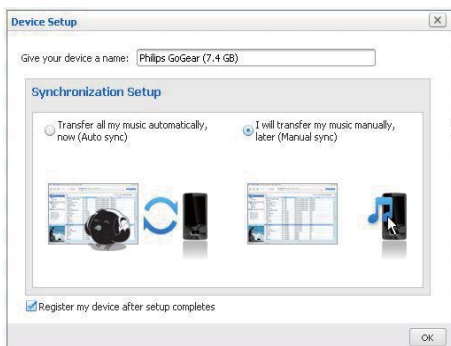 Device Setup
Give your device a name: Philips GoGear (7.4 GB)
Synchronization Setup
Transfer all my music automatically,
now (Auto sync)
I will transfer my music manually,
later (Manual sync)
Register my device after setup completes
OK